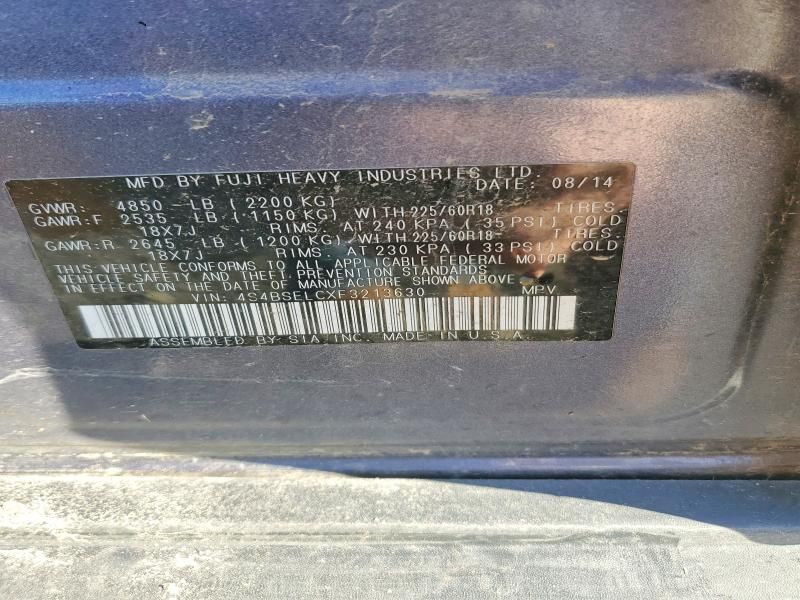 MFD BY FUJI HEAVY INDUSTRIES LTD.
DATE: 08/14
GVWR: 4850 LB (2200 KG)
GAWR:F 2535 LB (1150 KG) WITH 225/60R18 TIRES.
18X7J RIMS. AT 240 KPA (35 PSI) COLD
GAWR:R 2645 LB (1200 KG) WITH 225/60R18 TIRES.
18X7J RIMS. AT 230 KPA (33 PSI) COLD
THIS VEHICLE CONFORMS TO ALL APPLICABLE FEDERAL MOTOR
VEHICLE SAFETY AND THEFT PREVENTION STANDARDS
IN EFFECT ON THE DATE OF MANUFACTURE SHOWN ABOVE.
VIN: 4S4BSELCXF3213630 MPV
ASSEMBLED BY SIA, INC. MADE IN U.S.A.